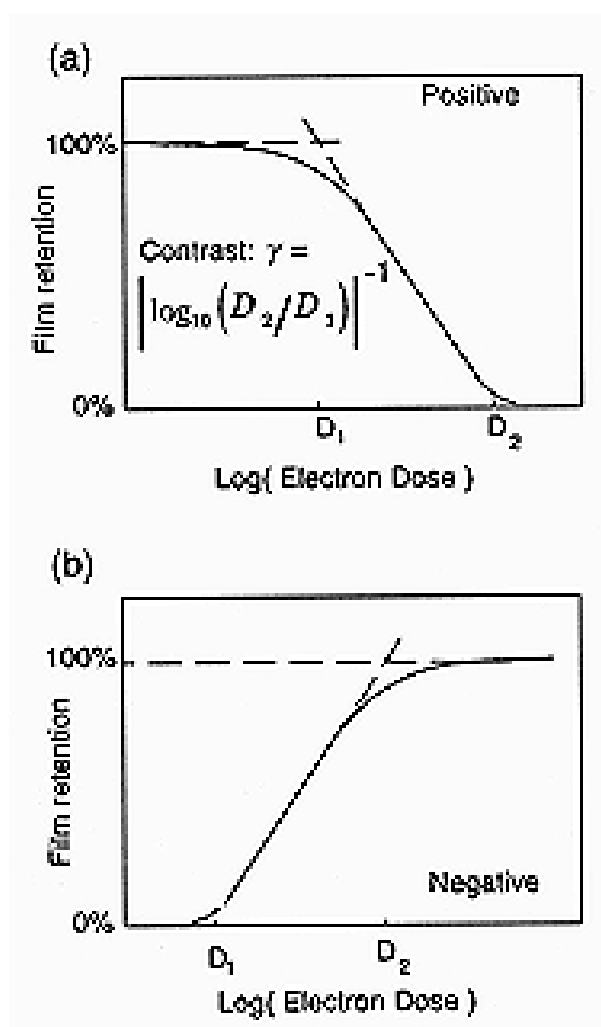 (a)
Positive
100%
Film retention
Contrast: γ =
|log₁₀(D₂/D₁)|⁻¹
0%
D₁
D₂
Log( Electron Dose )
(b)
100%
Film retention
Negative
0%
D₁
D₂
Log( Electron Dose )